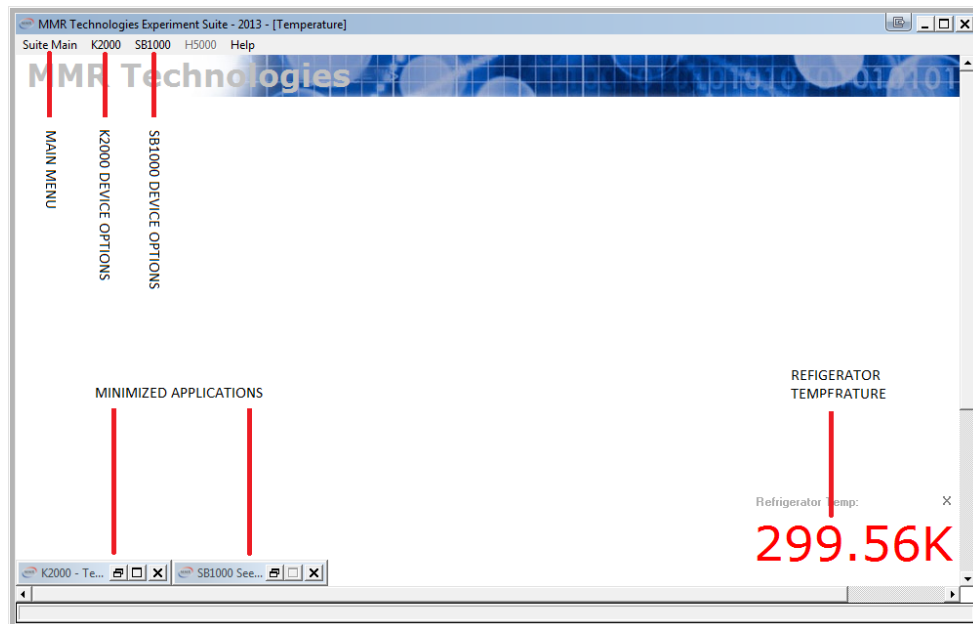 MMR Technologies Experiment Suite - 2013 - [Temperature]
Suite Main K2000 SB1000 H5000 Help
MMR Technologies
MAIN MENU
K2000 DEVICE OPTIONS
SB1000 DEVICE OPTIONS
MINIMIZED APPLICATIONS
REFIGERATOR
TEMPERATURE
Refrigerator Temp: X
299.56K
K2000 - Te...
SB1000 See...